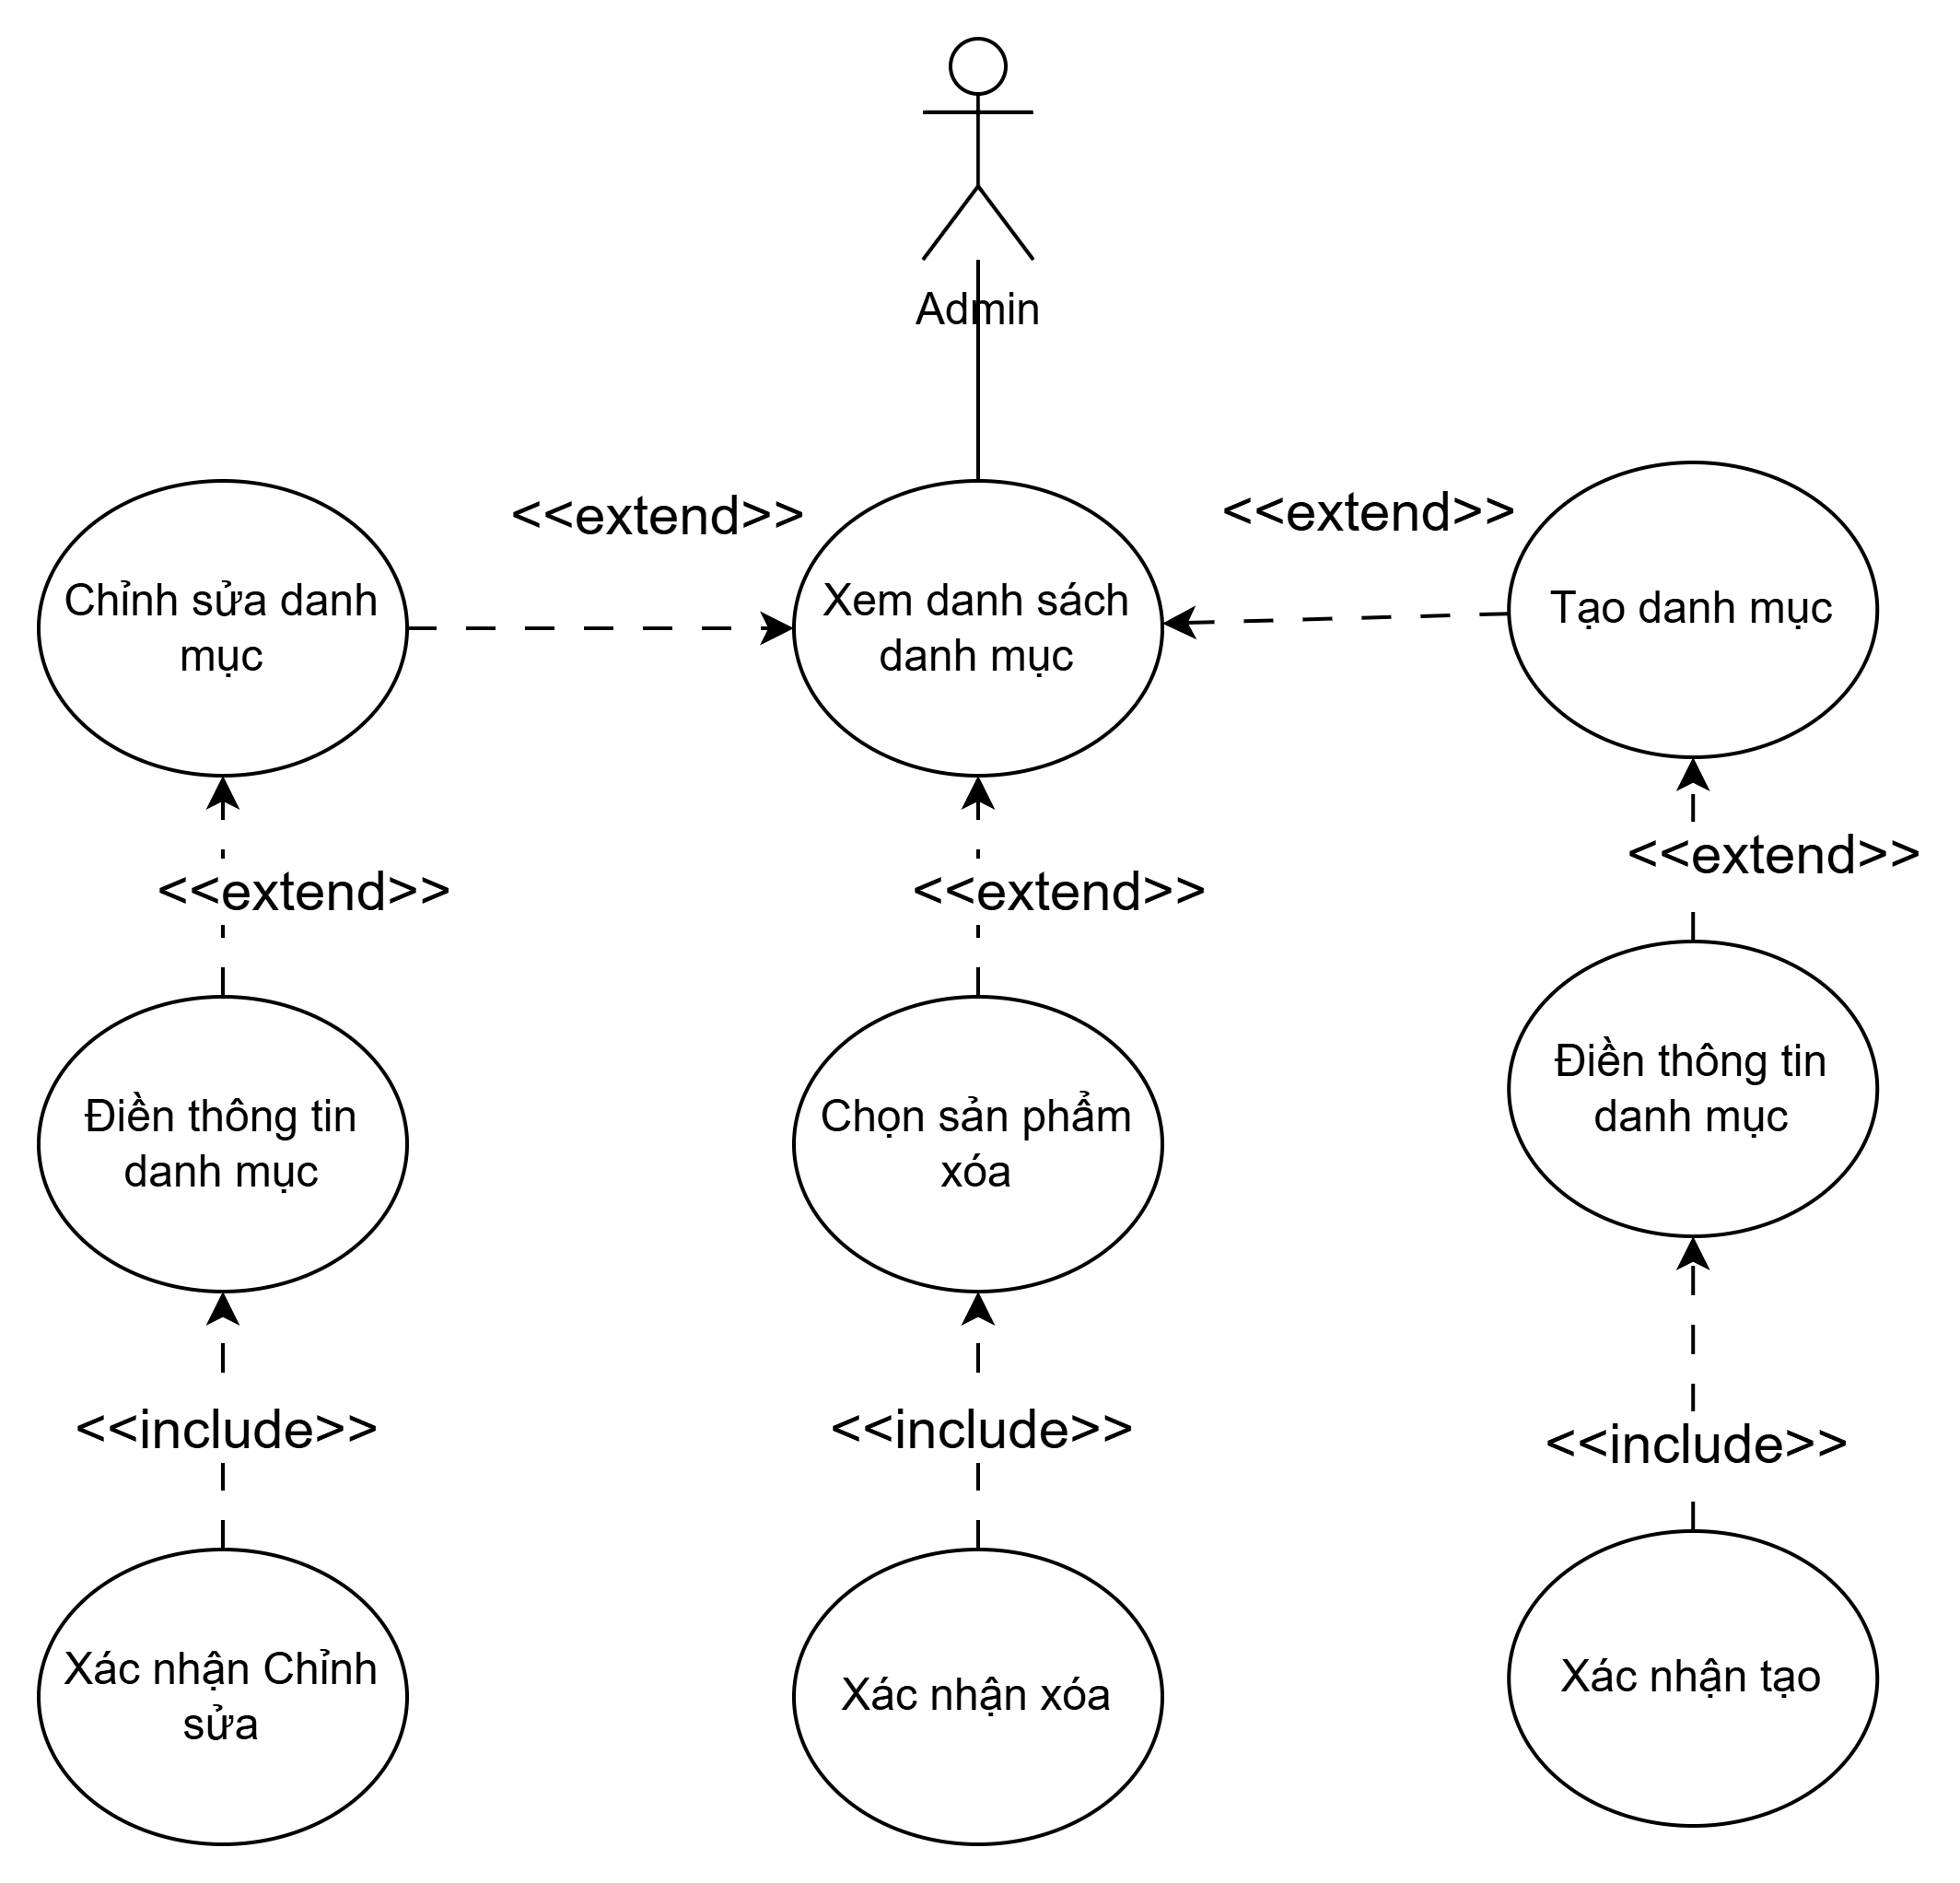 Admin
<<extend>>
<<extend>>
Chỉnh sửa danh
mục
Xem danh sách
danh mục
Tạo danh mục
<<extend>>
<<extend>>
<<extend>>
Điền thông tin
danh mục
Chọn sản phẩm
xóa
Điền thông tin
danh mục
<<include>>
<<include>>
<<include>>
Xác nhận Chỉnh
sửa
Xác nhận xóa
Xác nhận tạo